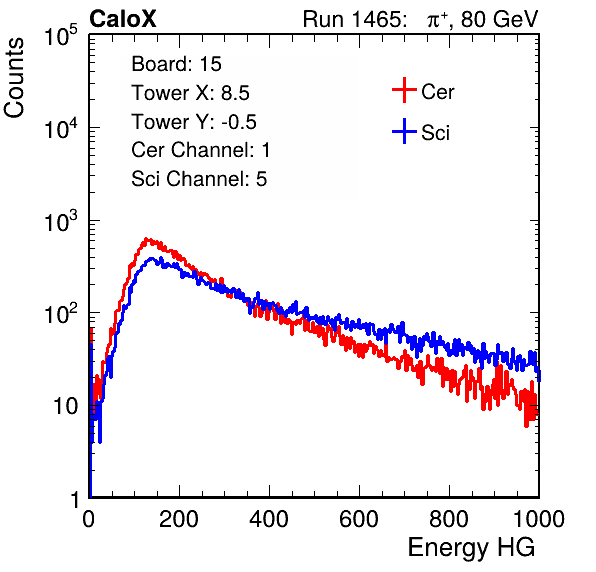 CaloX Run 1465: π⁺, 80 GeV
Counts
10⁵
10⁴
10³
10²
10
1
Board: 15
Tower X: 8.5
Tower Y: -0.5
Cer Channel: 1
Sci Channel: 5
Cer
Sci
0 200 400 600 800 1000
Energy HG